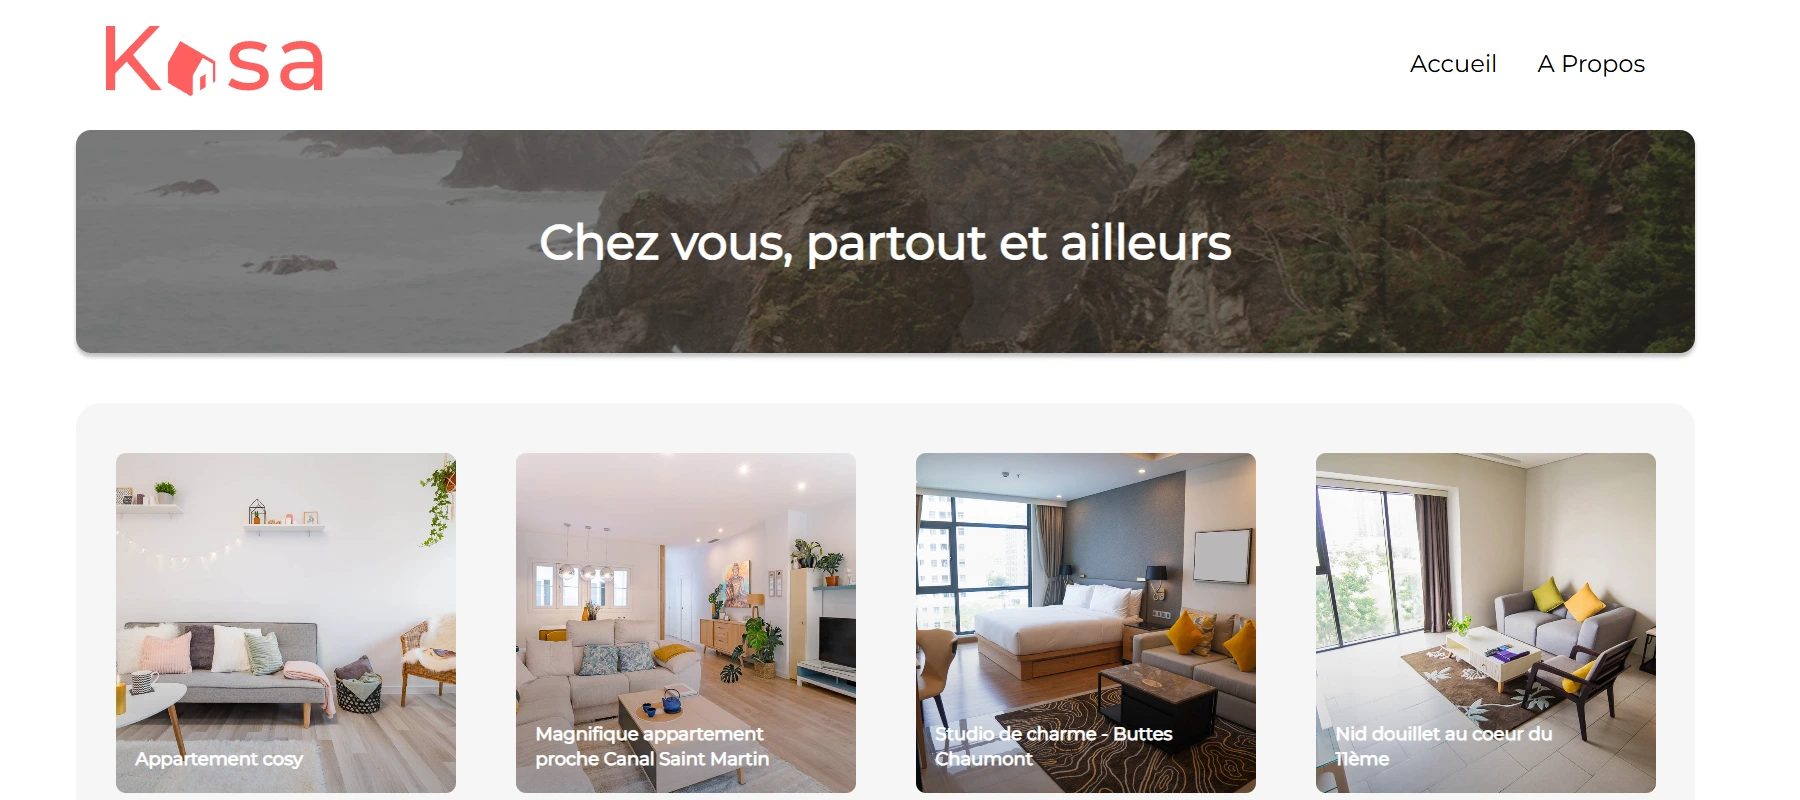 Kasa
Accueil A Propos
Chez vous, partout et ailleurs
Appartement cosy
Magnifique appartement
proche Canal Saint Martin
Studio de charme - Buttes
Chaumont
Nid douillet au coeur du
11ème